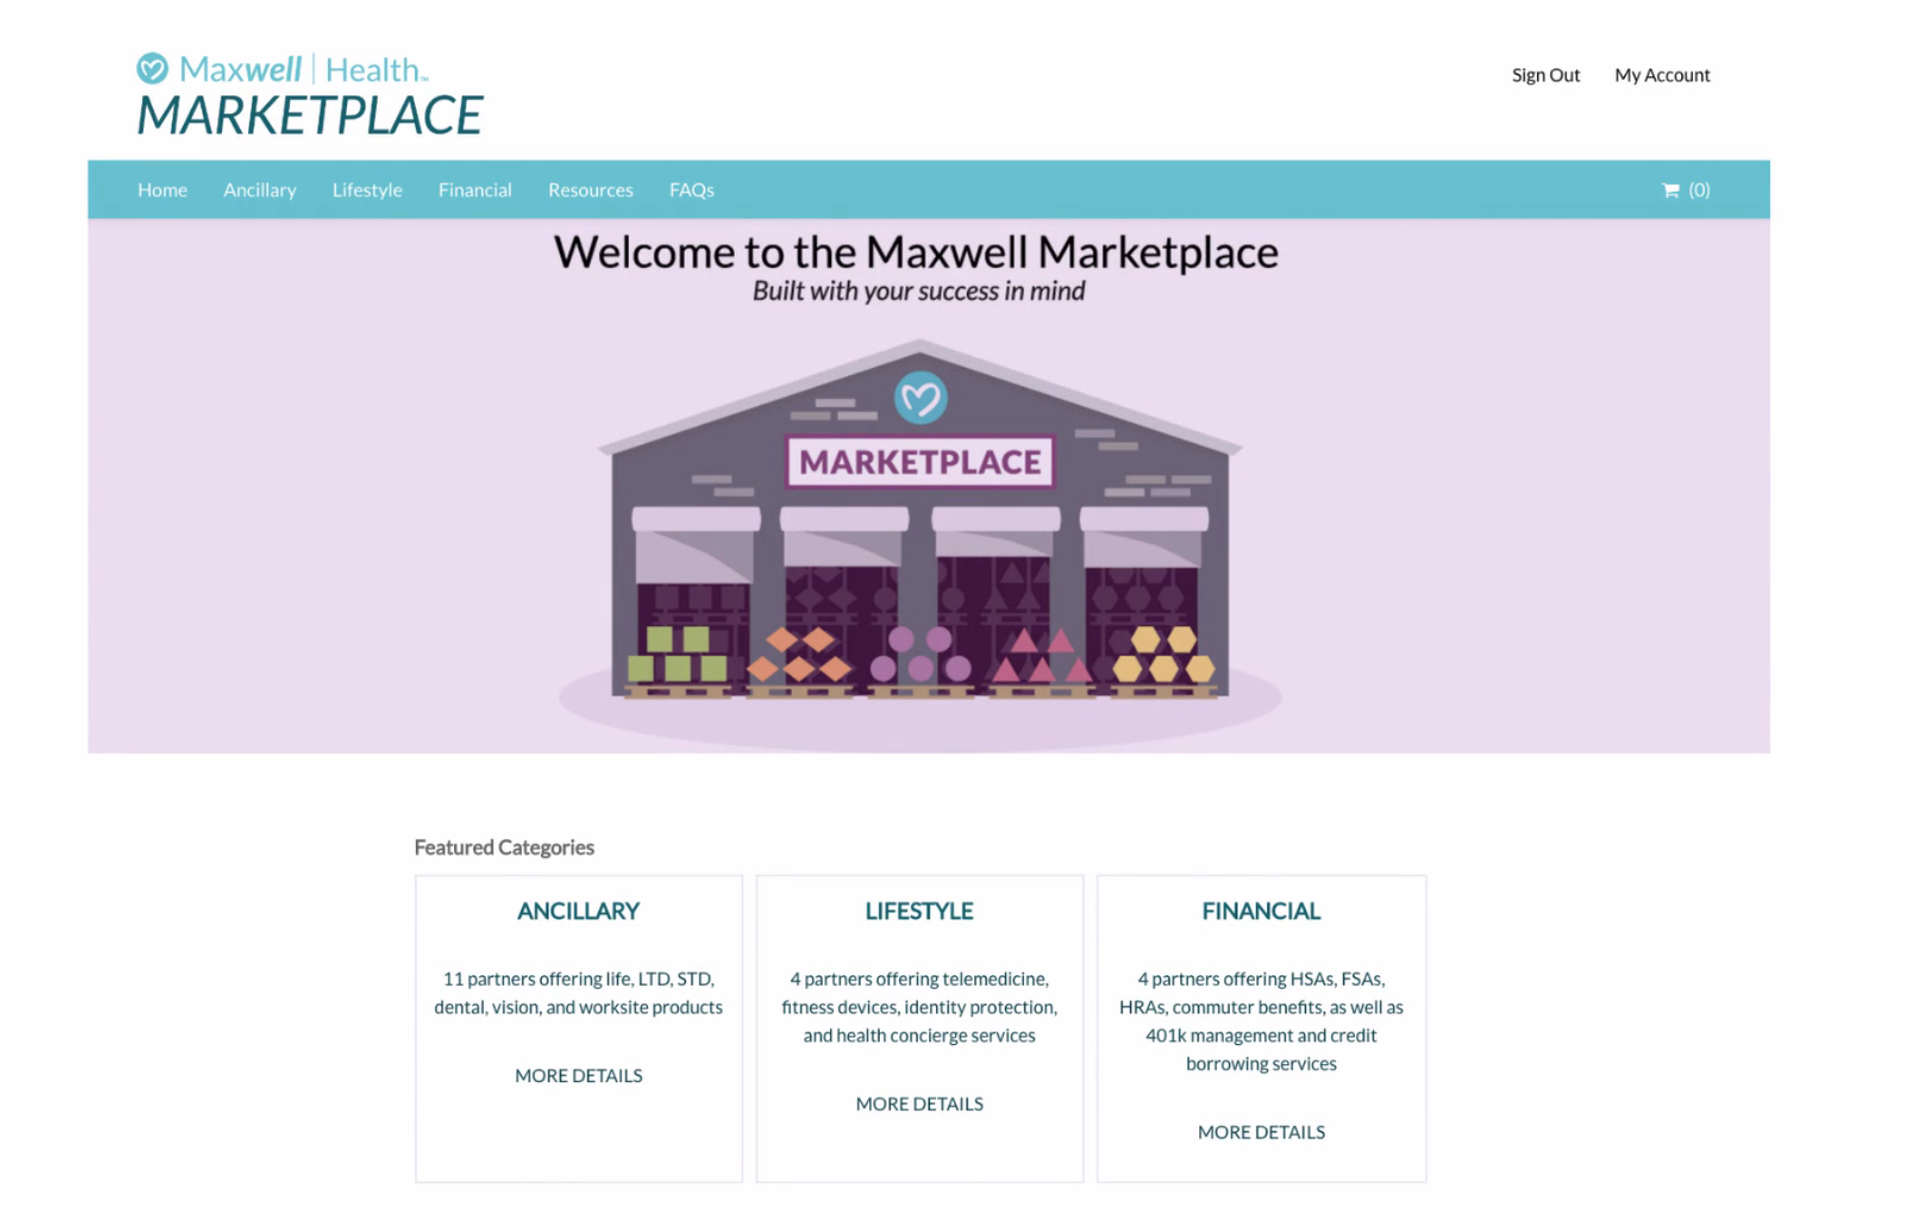 Maxwell | Health™
MARKETPLACE
Sign Out My Account
Home Ancillary Lifestyle Financial Resources FAQs (0)
Welcome to the Maxwell Marketplace
Built with your success in mind
MARKETPLACE
Featured Categories
ANCILLARY
11 partners offering life, LTD, STD,
dental, vision, and worksite products
MORE DETAILS
LIFESTYLE
4 partners offering telemedicine,
fitness devices, identity protection,
and health concierge services
MORE DETAILS
FINANCIAL
4 partners offering HSAs, FSAs,
HRAs, commuter benefits, as well as
401k management and credit
borrowing services
MORE DETAILS